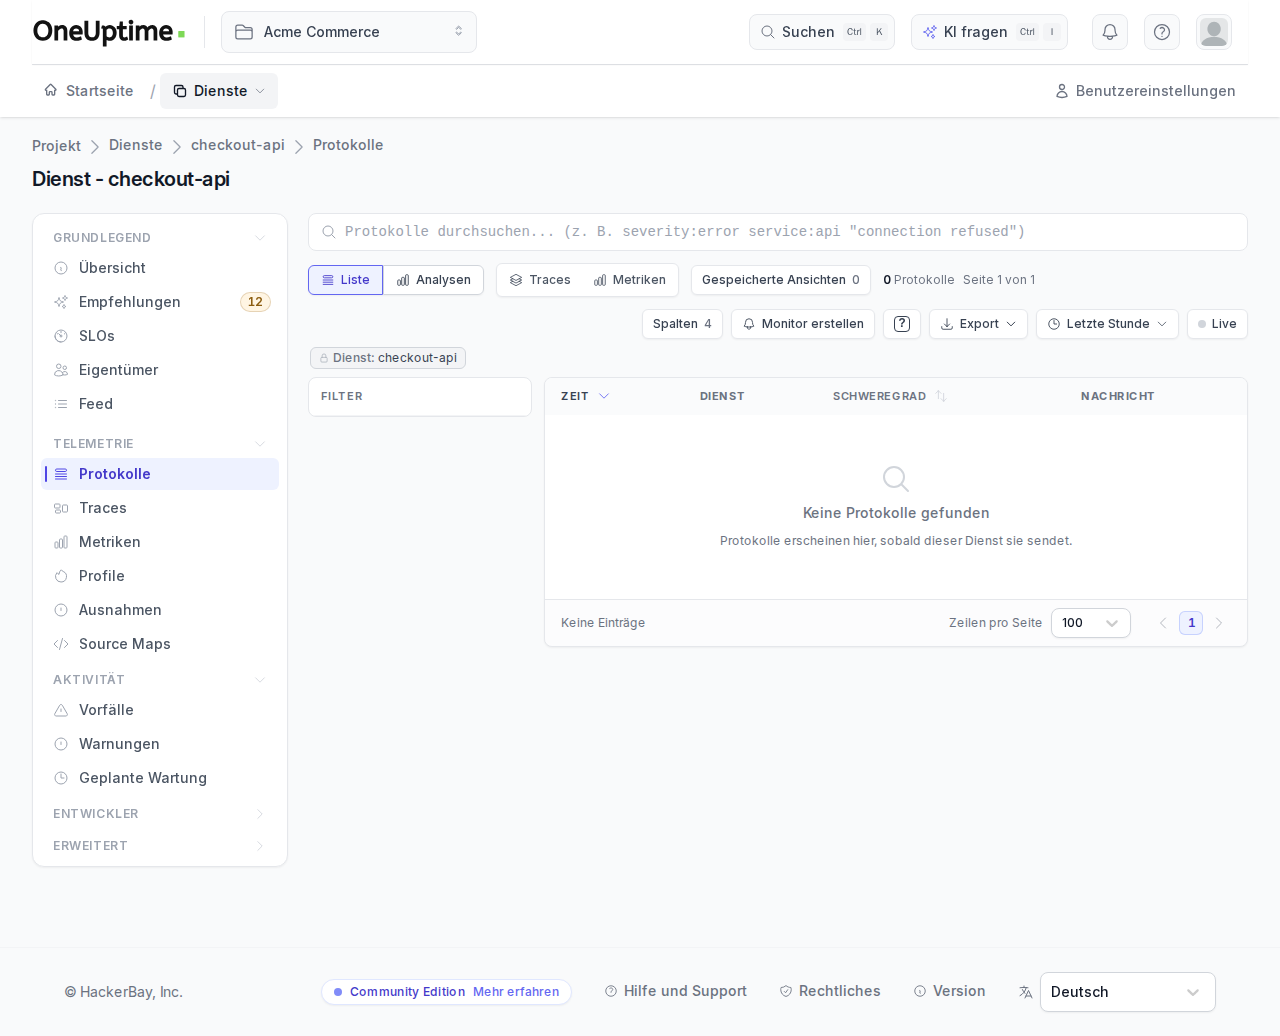 OneUptime
Acme Commerce
Suchen Ctrl K
KI fragen Ctrl I
Startseite / Dienste
Benutzereinstellungen
Projekt Dienste checkout-api Protokolle
Dienst - checkout-api
GRUNDLEGEND
Übersicht
Empfehlungen 12
SLOs
Eigentümer
Feed
TELEMETRIE
Protokolle
Traces
Metriken
Profile
Ausnahmen
Source Maps
AKTIVITÄT
Vorfälle
Warnungen
Geplante Wartung
ENTWICKLER
ERWEITERT
Protokolle durchsuchen... (z. B. severity:error service:api "connection refused")
Liste Analysen Traces Metriken Gespeicherte Ansichten 0 0 Protokolle Seite 1 von 1
Spalten 4 Monitor erstellen ? Export Letzte Stunde Live
Dienst: checkout-api
FILTER
ZEIT DIENST SCHWEREGRAD NACHRICHT
Keine Protokolle gefunden
Protokolle erscheinen hier, sobald dieser Dienst sie sendet.
Keine Einträge Zeilen pro Seite 100 1
© HackerBay, Inc. Community Edition Mehr erfahren Hilfe und Support Rechtliches Version Deutsch